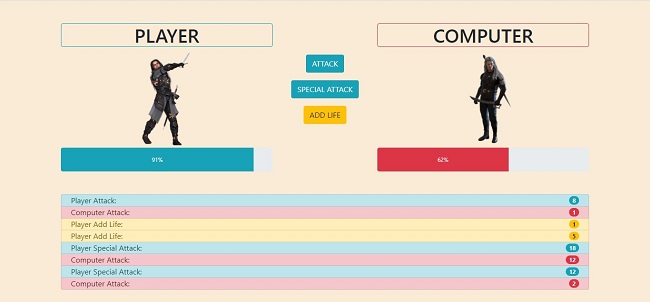 PLAYER
COMPUTER
ATTACK
SPECIAL ATTACK
ADD LIFE
91%
62%
Player Attack: 8
Computer Attack: 1
Player Add Life: 1
Player Add Life: 5
Player Special Attack: 18
Computer Attack: 12
Player Special Attack: 12
Computer Attack: 2